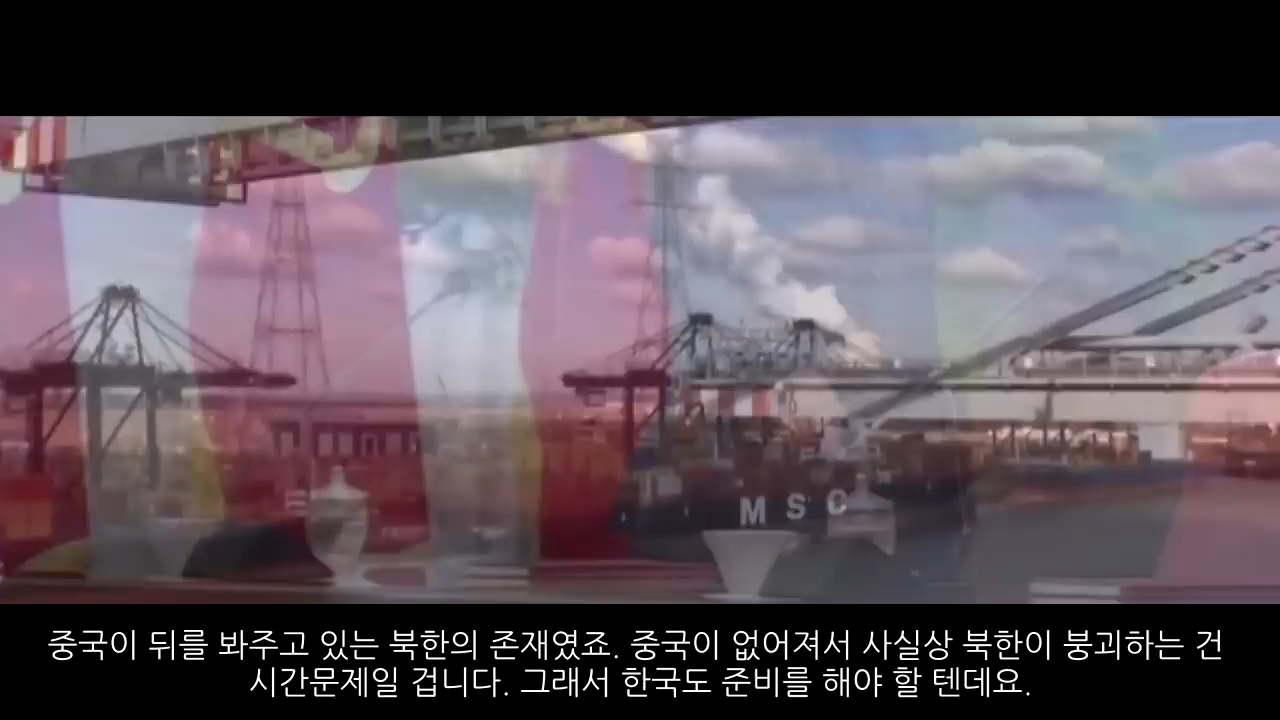 M S C
중국이 뒤를 봐주고 있는 북한의 존재였죠. 중국이 없어져서 사실상 북한이 붕괴하는 건
시간문제일 겁니다. 그래서 한국도 준비를 해야 할 텐데요.